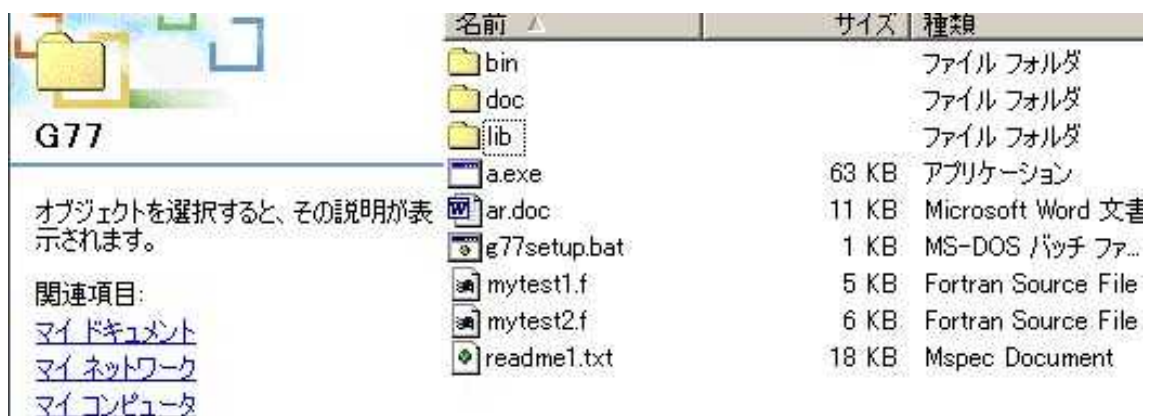 G77
オブジェクトを選択すると、その説明が表
示されます。
関連項目:
マイ ドキュメント
マイ ネットワーク
マイ コンピュータ
名前 サイズ 種類
bin ファイル フォルダ
doc ファイル フォルダ
lib ファイル フォルダ
a.exe 63 KB アプリケーション
ar.doc 11 KB Microsoft Word 文書
g77setup.bat 1 KB MS-DOS バッチ ファ...
mytest1.f 5 KB Fortran Source File
mytest2.f 6 KB Fortran Source File
readme1.txt 18 KB Mspec Document